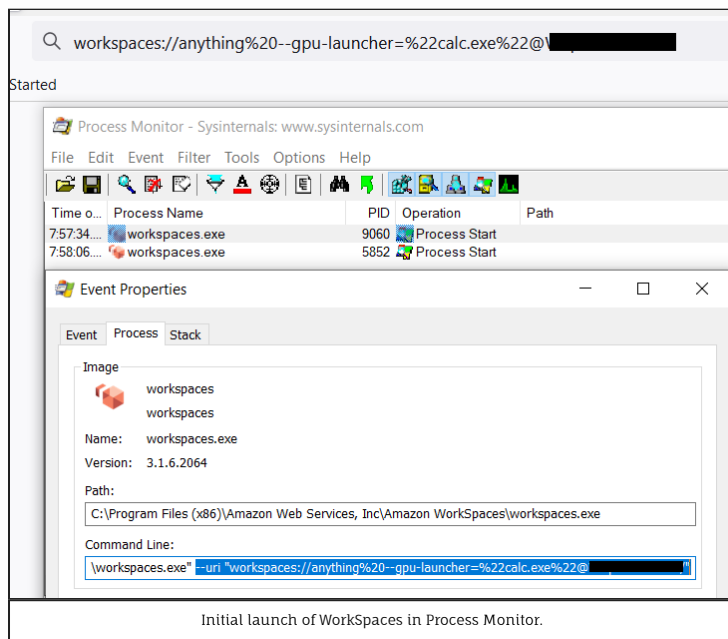 workspaces://anything%20--gpu-launcher=%22calc.exe%22@
Started
Process Monitor - Sysinternals: www.sysinternals.com
File Edit Event Filter Tools Options Help
Time o... Process Name PID Operation Path
7:57:34.... workspaces.exe 9060 Process Start
7:58:06.... workspaces.exe 5852 Process Start
Event Properties
Event Process Stack
Image
workspaces
workspaces
Name: workspaces.exe
Version: 3.1.6.2064
Path:
C:\Program Files (x86)\Amazon Web Services, Inc\Amazon WorkSpaces\workspaces.exe
Command Line:
\workspaces.exe" --uri "workspaces://anything%20--gpu-launcher=%22calc.exe%22@
Initial launch of WorkSpaces in Process Monitor.